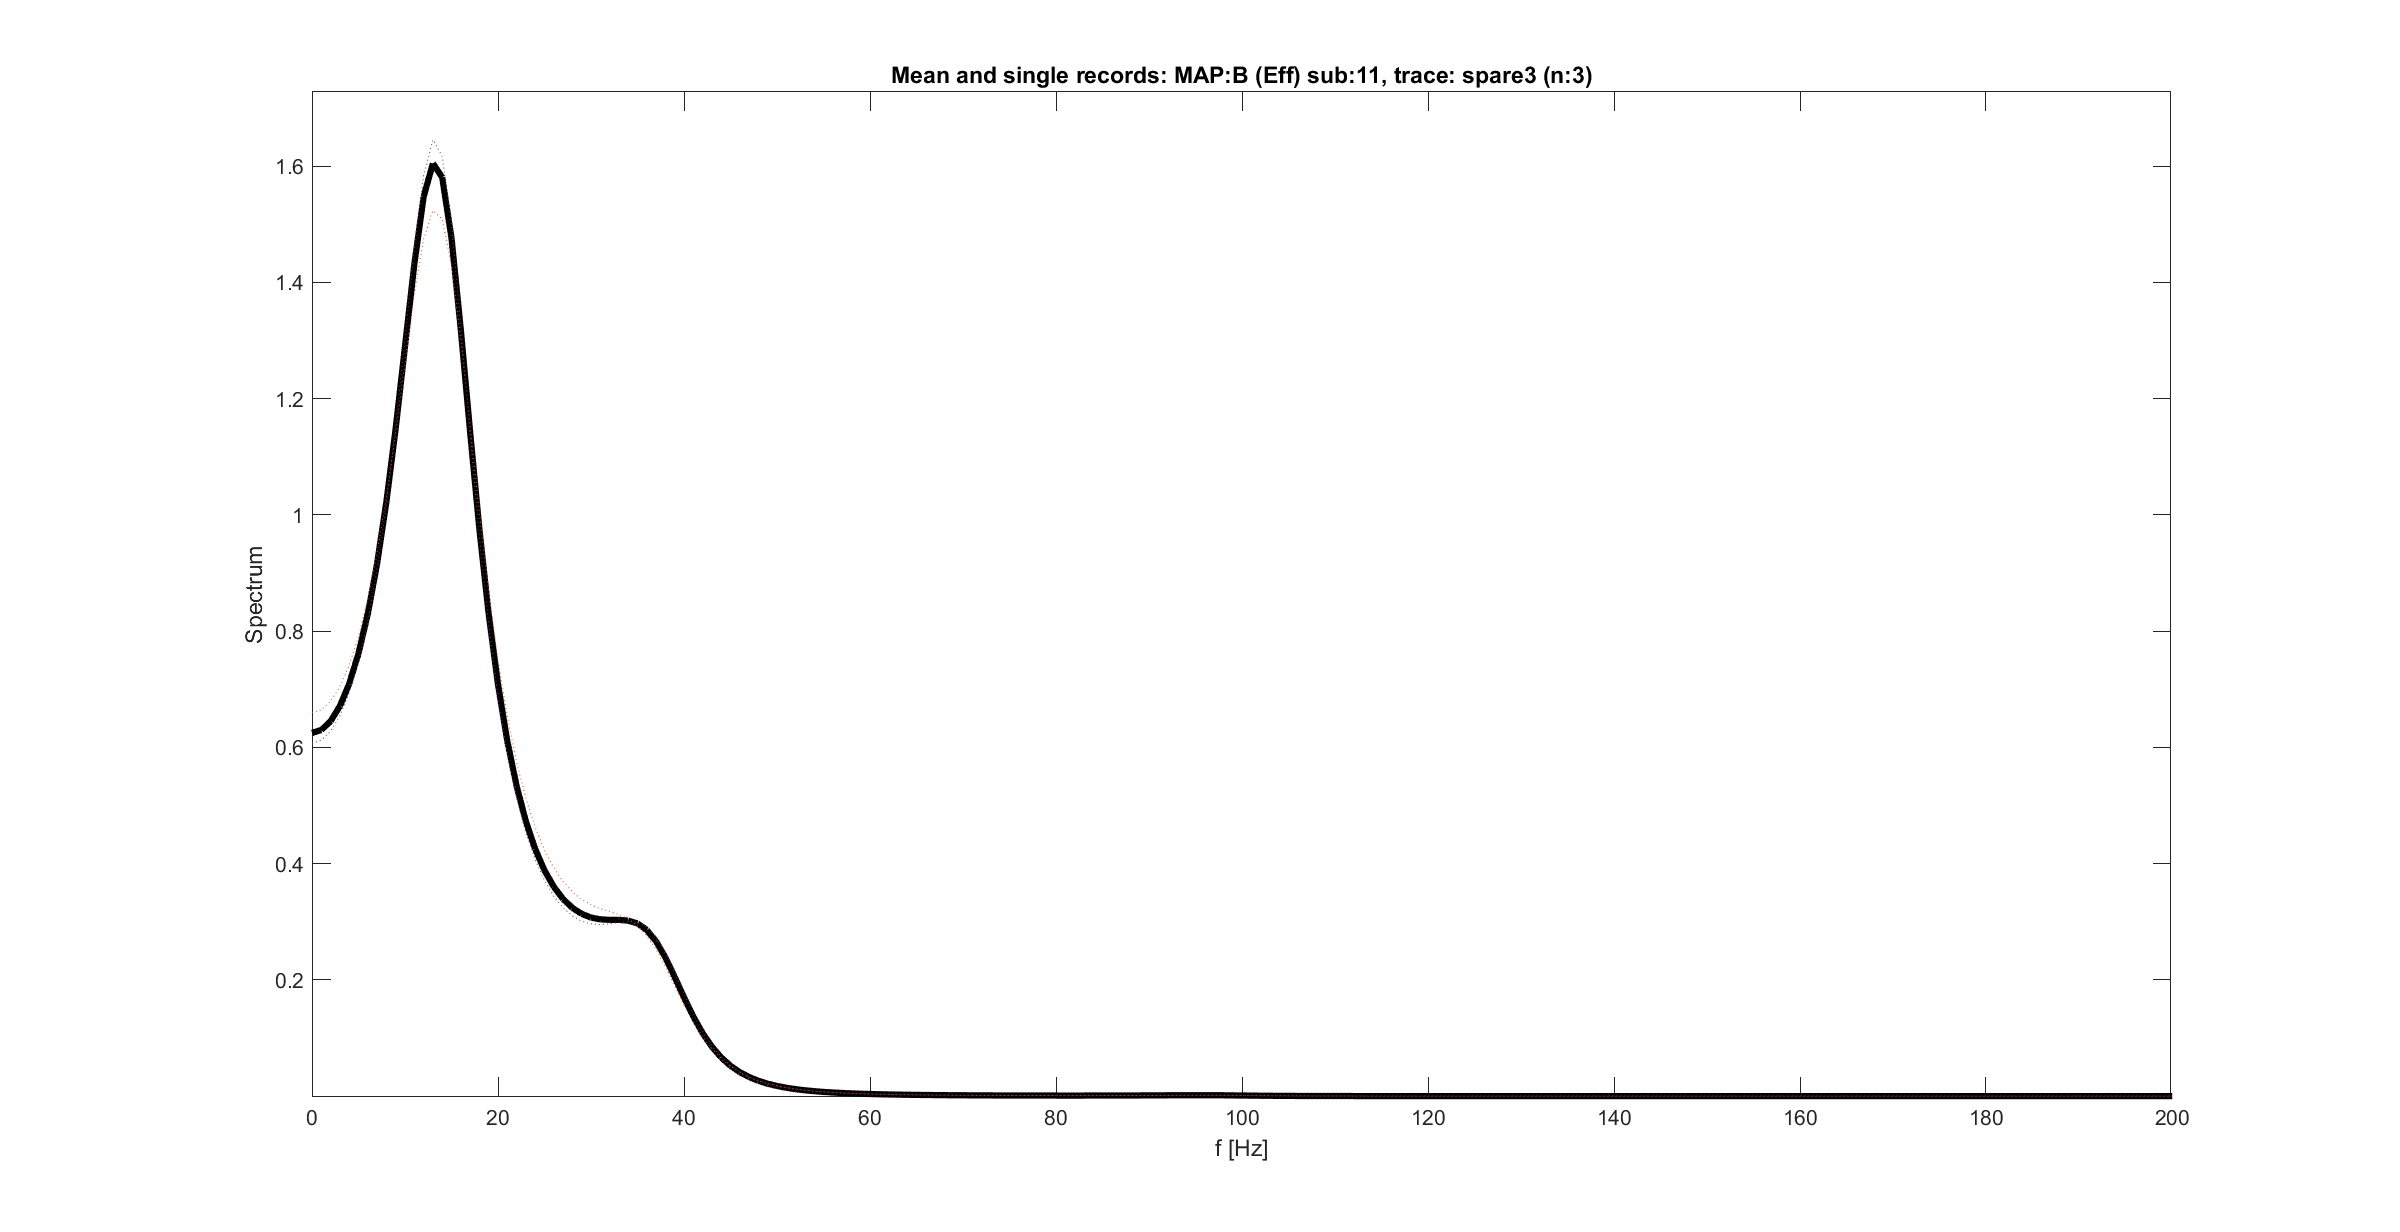 Mean and single records: MAP:B (Eff) sub:11, trace: spare3 (n:3)
1.6
1.4
1.2
1
0.8
0.6
0.4
0.2
Spectrum
0 20 40 60 80 100 120 140 160 180 200
f [Hz]